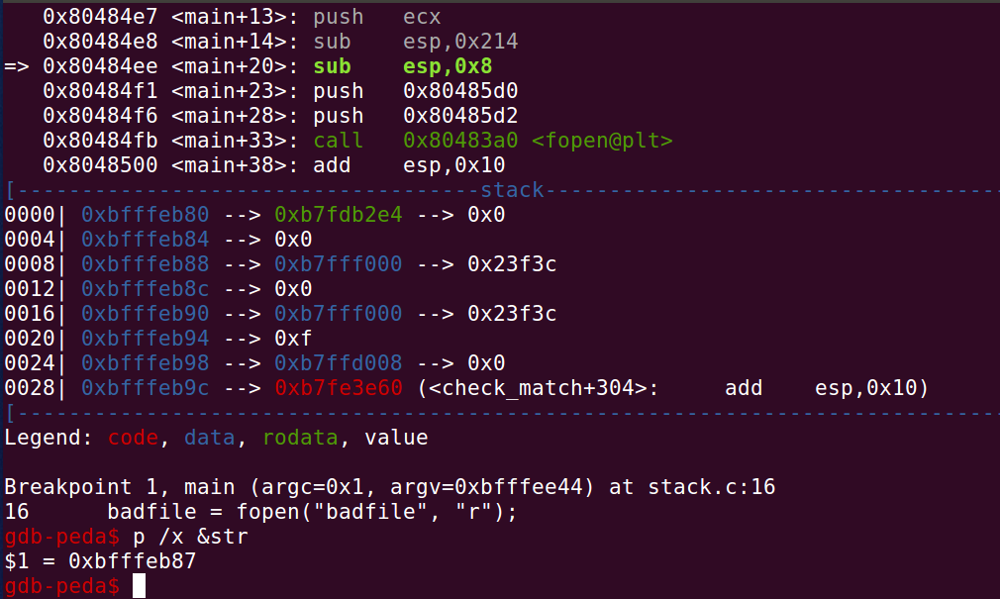 0x80484e7 <main+13>: push   ecx
   0x80484e8 <main+14>: sub    esp,0x214
=> 0x80484ee <main+20>: sub    esp,0x8
   0x80484f1 <main+23>: push   0x80485d0
   0x80484f6 <main+28>: push   0x80485d2
   0x80484fb <main+33>: call   0x80483a0 <fopen@plt>
   0x8048500 <main+38>: add    esp,0x10
[------------------------------------stack-----------------------------------
0000| 0xbfffeb80 --> 0xb7fdb2e4 --> 0x0
0004| 0xbfffeb84 --> 0x0
0008| 0xbfffeb88 --> 0xb7fff000 --> 0x23f3c
0012| 0xbfffeb8c --> 0x0
0016| 0xbfffeb90 --> 0xb7fff000 --> 0x23f3c
0020| 0xbfffeb94 --> 0xf
0024| 0xbfffeb98 --> 0xb7ffd008 --> 0x0
0028| 0xbfffeb9c --> 0xb7fe3e60 (<check_match+304>:     add    esp,0x10)
[----------------------------------------------------------------------------
Legend: code, data, rodata, value

Breakpoint 1, main (argc=0x1, argv=0xbfffee44) at stack.c:16
16      badfile = fopen("badfile", "r");
gdb-peda$ p /x &str
$1 = 0xbfffeb87
gdb-peda$